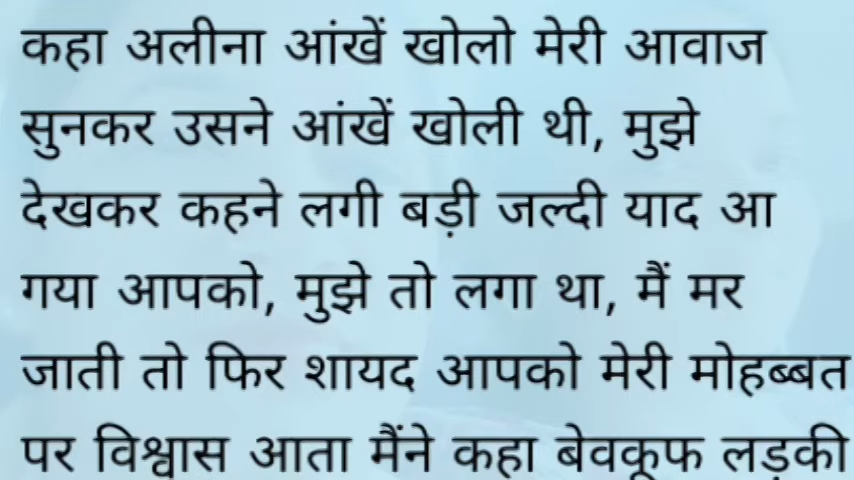 कहा अलीना आंखें खोलो मेरी आवाज
सुनकर उसने आंखें खोली थी, मुझे
देखकर कहने लगी बड़ी जल्दी याद आ
गया आपको, मुझे तो लगा था, मैं मर
जाती तो फिर शायद आपको मेरी मोहब्बत
पर विश्वास आता मैंने कहा बेवकूफ लड़की